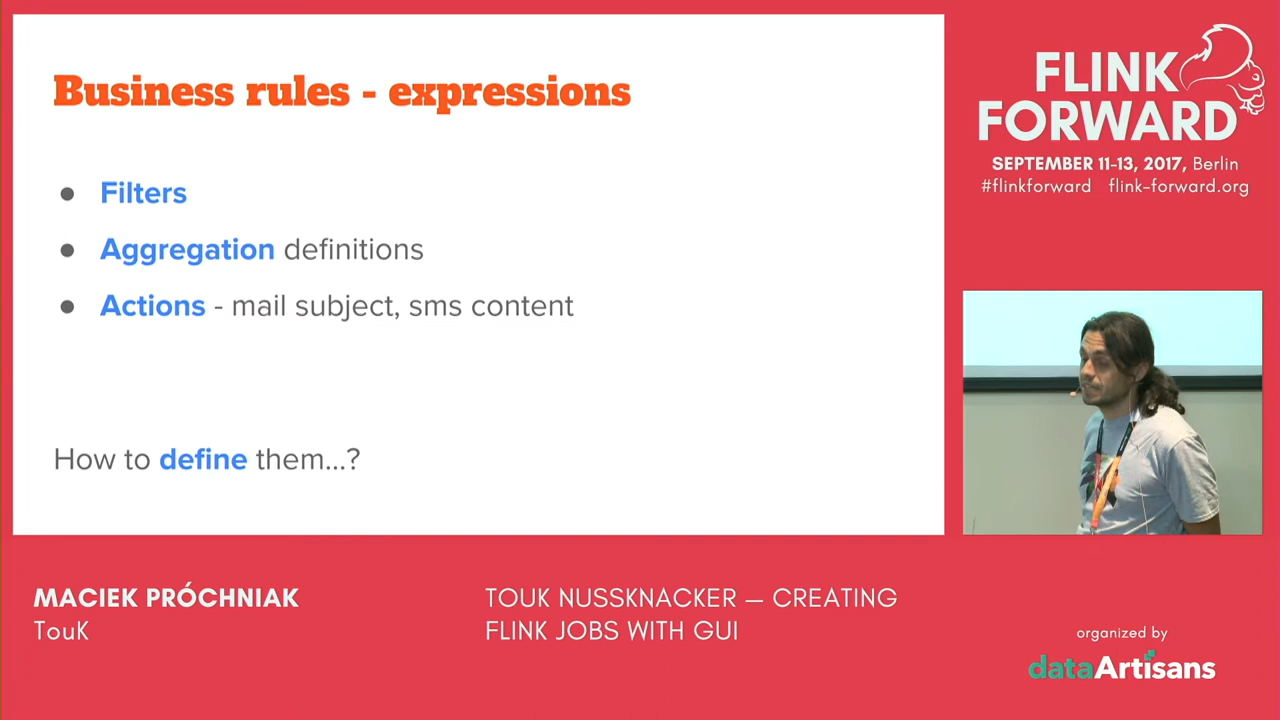 Business rules - expressions
● Filters
● Aggregation definitions
● Actions - mail subject, sms content
How to define them...?
FLINK
FORWARD
SEPTEMBER 11-13, 2017, Berlin
#flinkforward flink-forward.org
MACIEK PRÓCHNIAK
TouK
TOUK NUSSKNACKER — CREATING
FLINK JOBS WITH GUI
organized by
dataArtisans